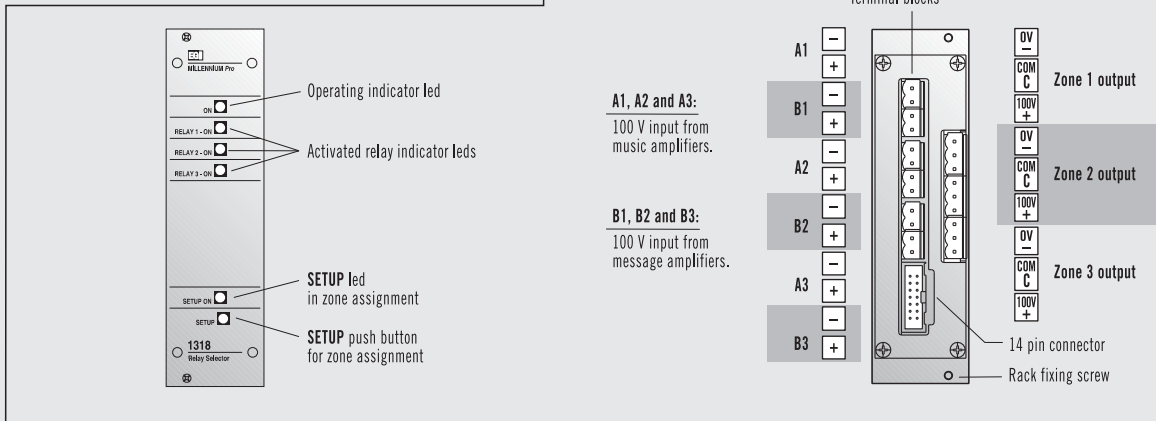 Terminal blocks
MILLENNIUM Pro
ON
RELAY 1 - ON
RELAY 2 - ON
RELAY 3 - ON
SETUP ON
SETUP
1318
Relay Selector
Operating indicator led
Activated relay indicator leds
SETUP led
in zone assignment
SETUP push button
for zone assignment
A1, A2 and A3:
100 V input from
music amplifiers.
B1, B2 and B3:
100 V input from
message amplifiers.
A1
−
+
B1
−
+
A2
−
+
B2
−
+
A3
−
+
B3
−
+
0V
−
COM
C
100V
+
Zone 1 output
0V
−
COM
C
100V
+
Zone 2 output
0V
−
COM
C
100V
+
Zone 3 output
14 pin connector
Rack fixing screw